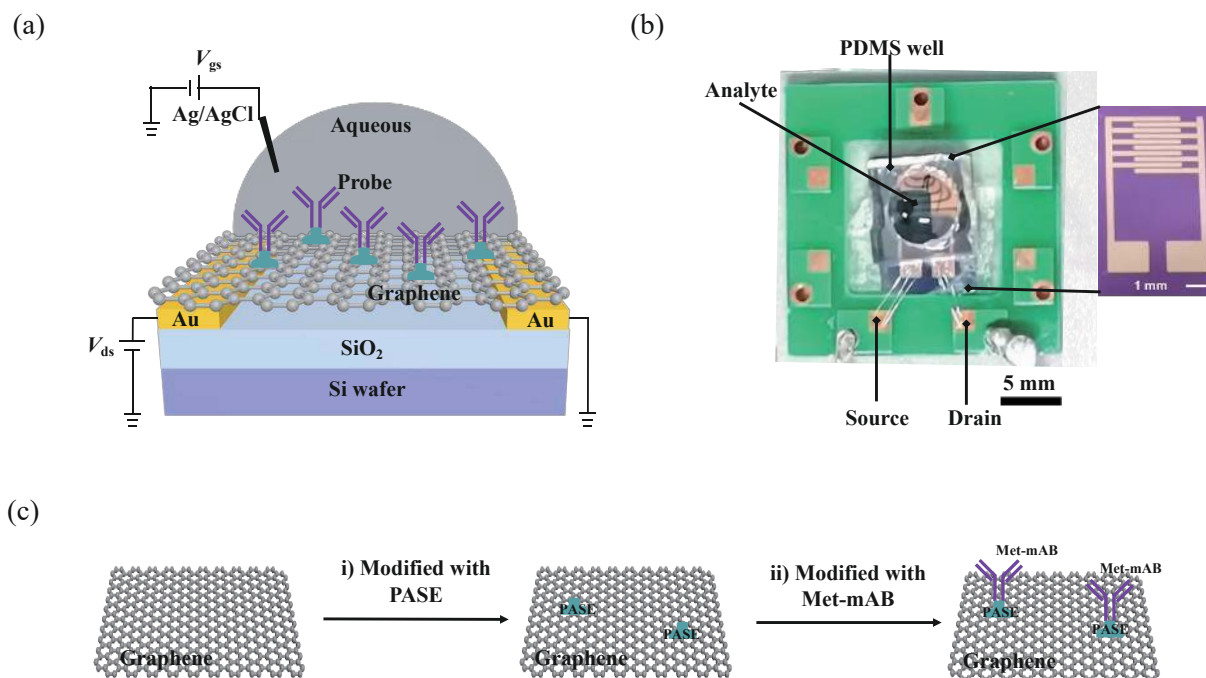 (a)
V_gs
Ag/AgCl
Aqueous
Probe
Graphene
Au
Au
V_ds
SiO₂
Si wafer
(b)
PDMS well
Analyte
1 mm
5 mm
Source
Drain
(c)
i) Modified with
PASE
ii) Modified with
Met-mAB
Graphene
PASE
PASE
Graphene
Met-mAB
Met-mAB
PASE
PASE
Graphene